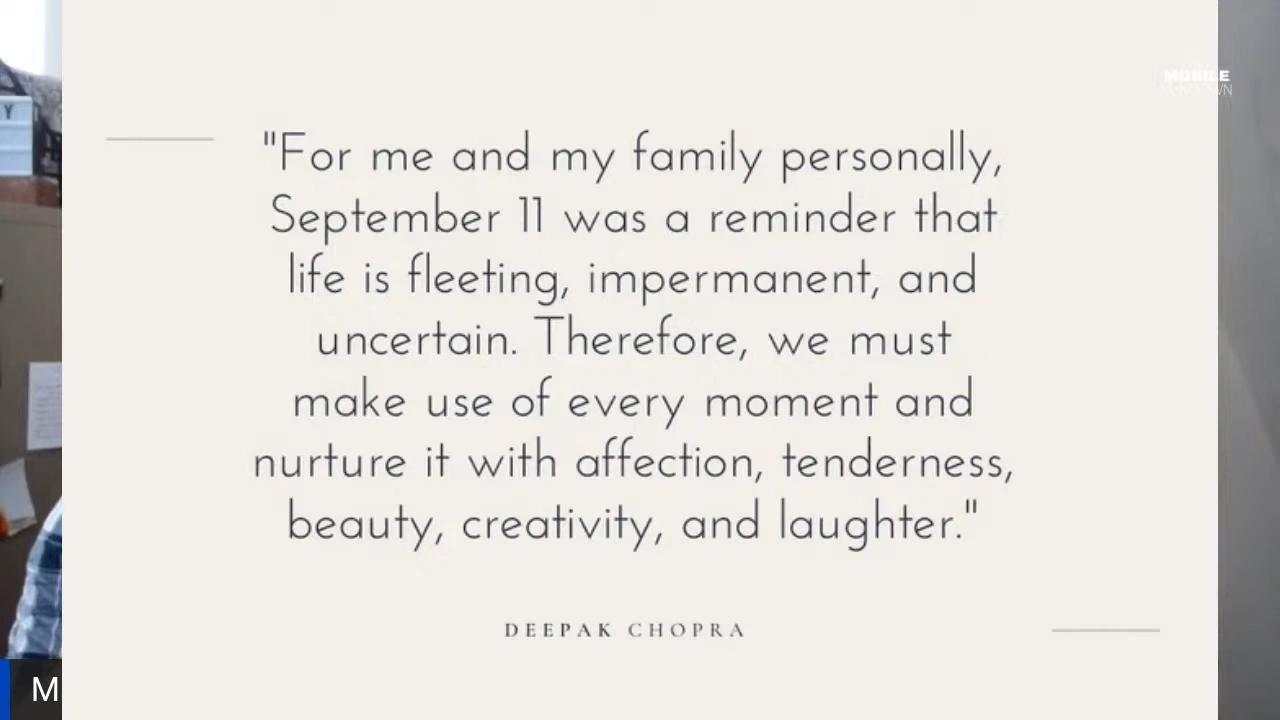 MOBILE
Y
"For me and my family personally,
September 11 was a reminder that
life is fleeting, impermanent, and
uncertain. Therefore, we must
make use of every moment and
nurture it with affection, tenderness,
beauty, creativity, and laughter."
DEEPAK CHOPRA
M